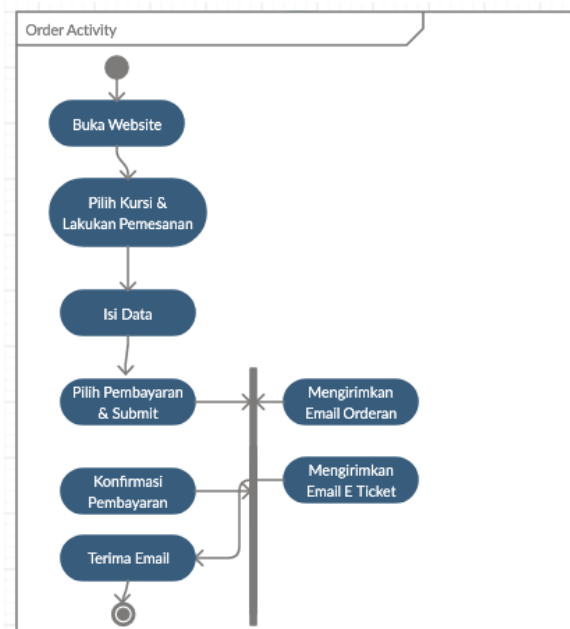 Order Activity
Buka Website
Pilih Kursi &
Lakukan Pemesanan
Isi Data
Pilih Pembayaran
& Submit
Mengirimkan
Email Orderan
Konfirmasi
Pembayaran
Mengirimkan
Email E Ticket
Terima Email